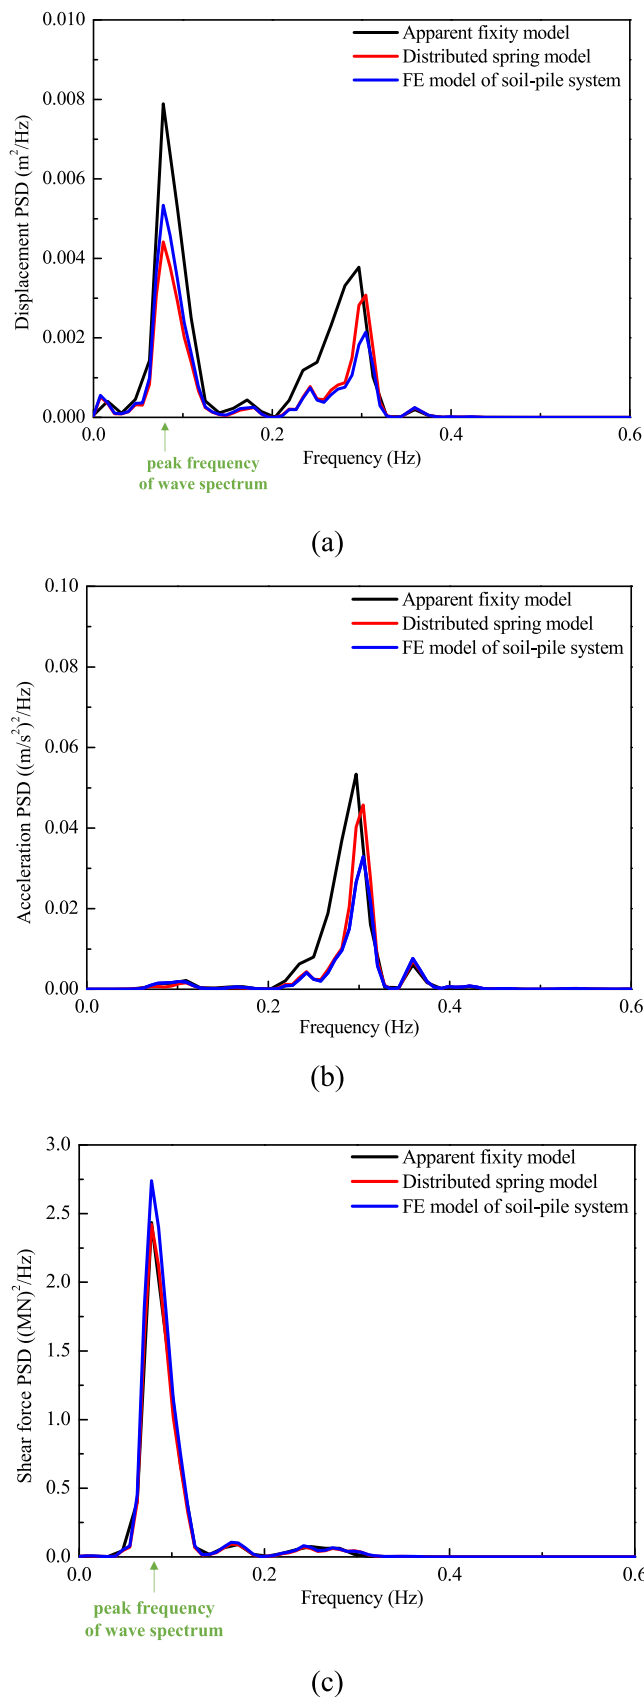 0.010
Apparent fixity model
Distributed spring model
FE model of soil-pile system
0.008
0.006
0.004
0.002
0.000
Displacement PSD (m²/Hz)
0.0 0.2 0.4 0.6
Frequency (Hz)
peak frequency
of wave spectrum
(a)
0.10
Apparent fixity model
Distributed spring model
FE model of soil-pile system
0.08
0.06
0.04
0.02
0.00
Acceleration PSD ((m/s²)²/Hz)
0.0 0.2 0.4 0.6
Frequency (Hz)
(b)
3.0
Apparent fixity model
Distributed spring model
FE model of soil-pile system
2.5
2.0
1.5
1.0
0.5
0.0
Shear force PSD ((MN)²/Hz)
0.0 0.2 0.4 0.6
Frequency (Hz)
peak frequency
of wave spectrum
(c)